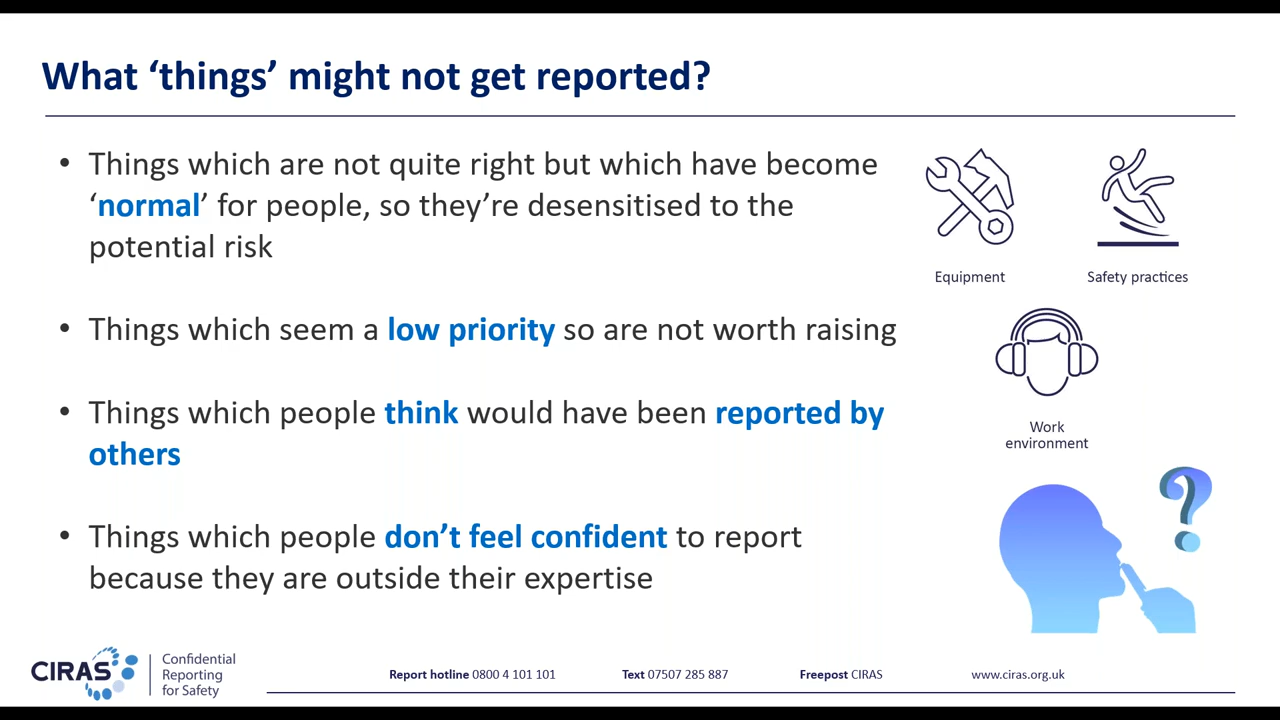 What ‘things’ might not get reported?
• Things which are not quite right but which have become
‘normal’ for people, so they’re desensitised to the
potential risk
• Things which seem a low priority so are not worth raising
• Things which people think would have been reported by
others
• Things which people don’t feel confident to report
because they are outside their expertise
Equipment
Safety practices
Work
environment
?
CIRAS
Confidential
Reporting
for Safety
Report hotline 0800 4 101 101
Text 07507 285 887
Freepost CIRAS
www.ciras.org.uk